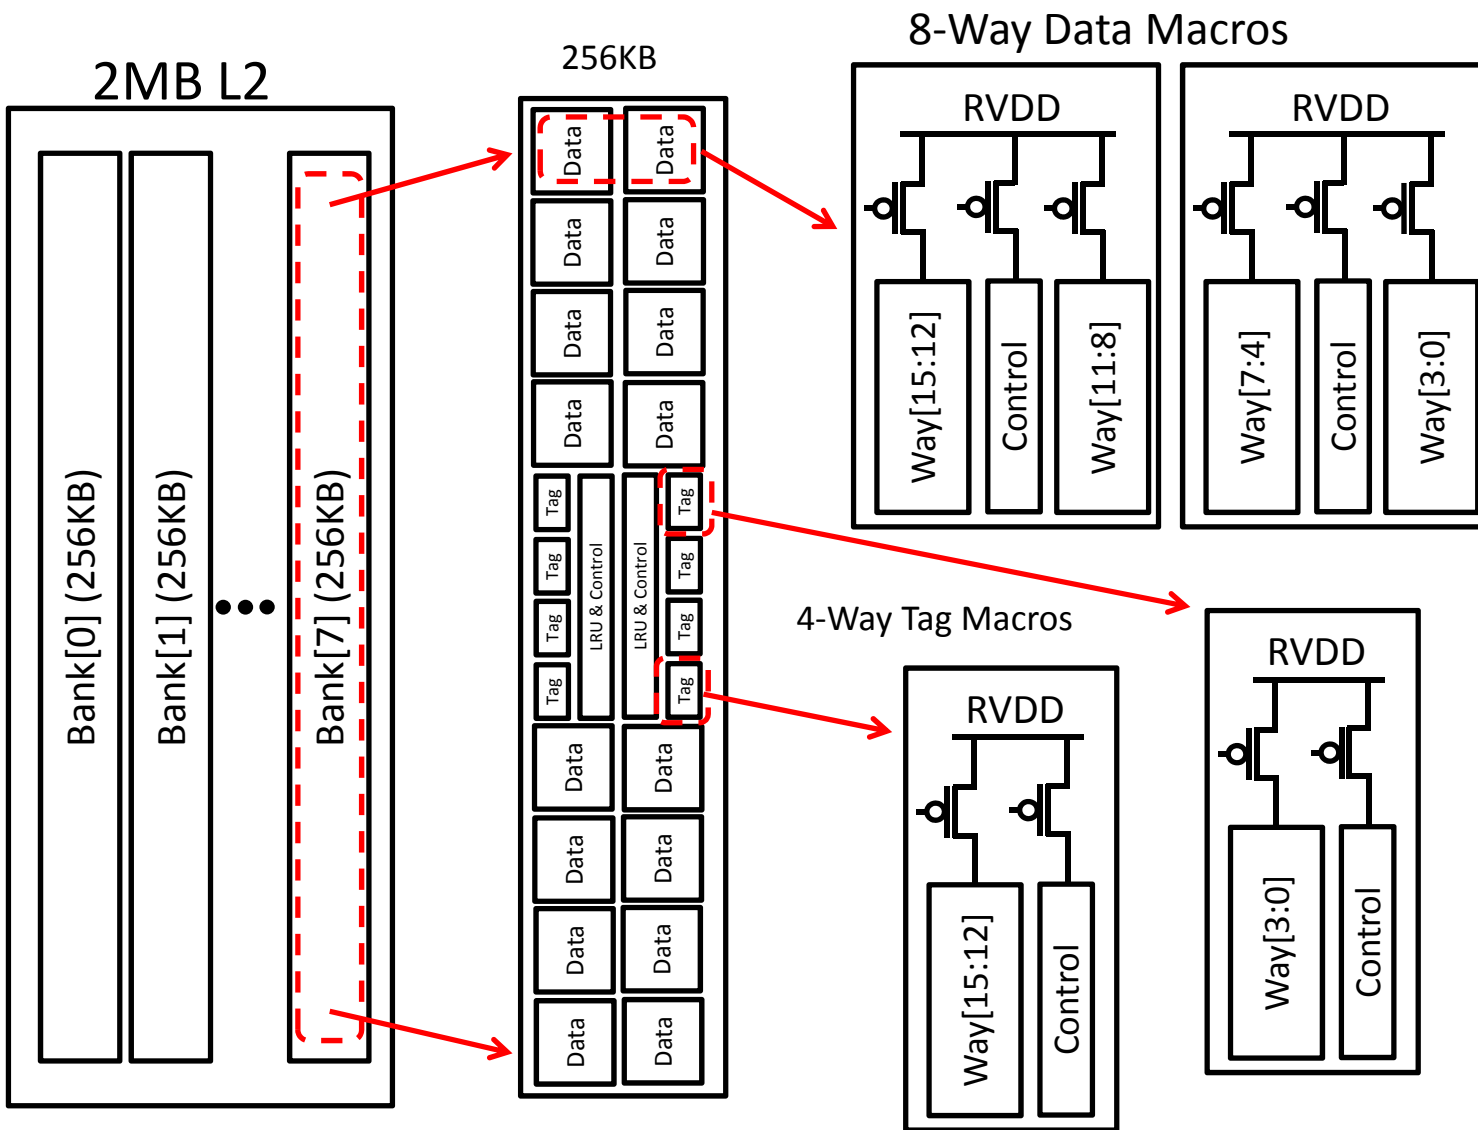 2MB L2
Bank[0] (256KB)
Bank[1] (256KB)
Bank[7] (256KB)
256KB
Data
Data
Data
Data
Data
Data
Data
Data
Tag
Tag
Tag
Tag
LRU & Control
LRU & Control
Tag
Tag
Tag
Tag
Data
Data
Data
Data
Data
Data
Data
Data
8-Way Data Macros
RVDD
Way[15:12]
Control
Way[11:8]
RVDD
Way[7:4]
Control
Way[3:0]
4-Way Tag Macros
RVDD
Way[15:12]
Control
RVDD
Way[3:0]
Control